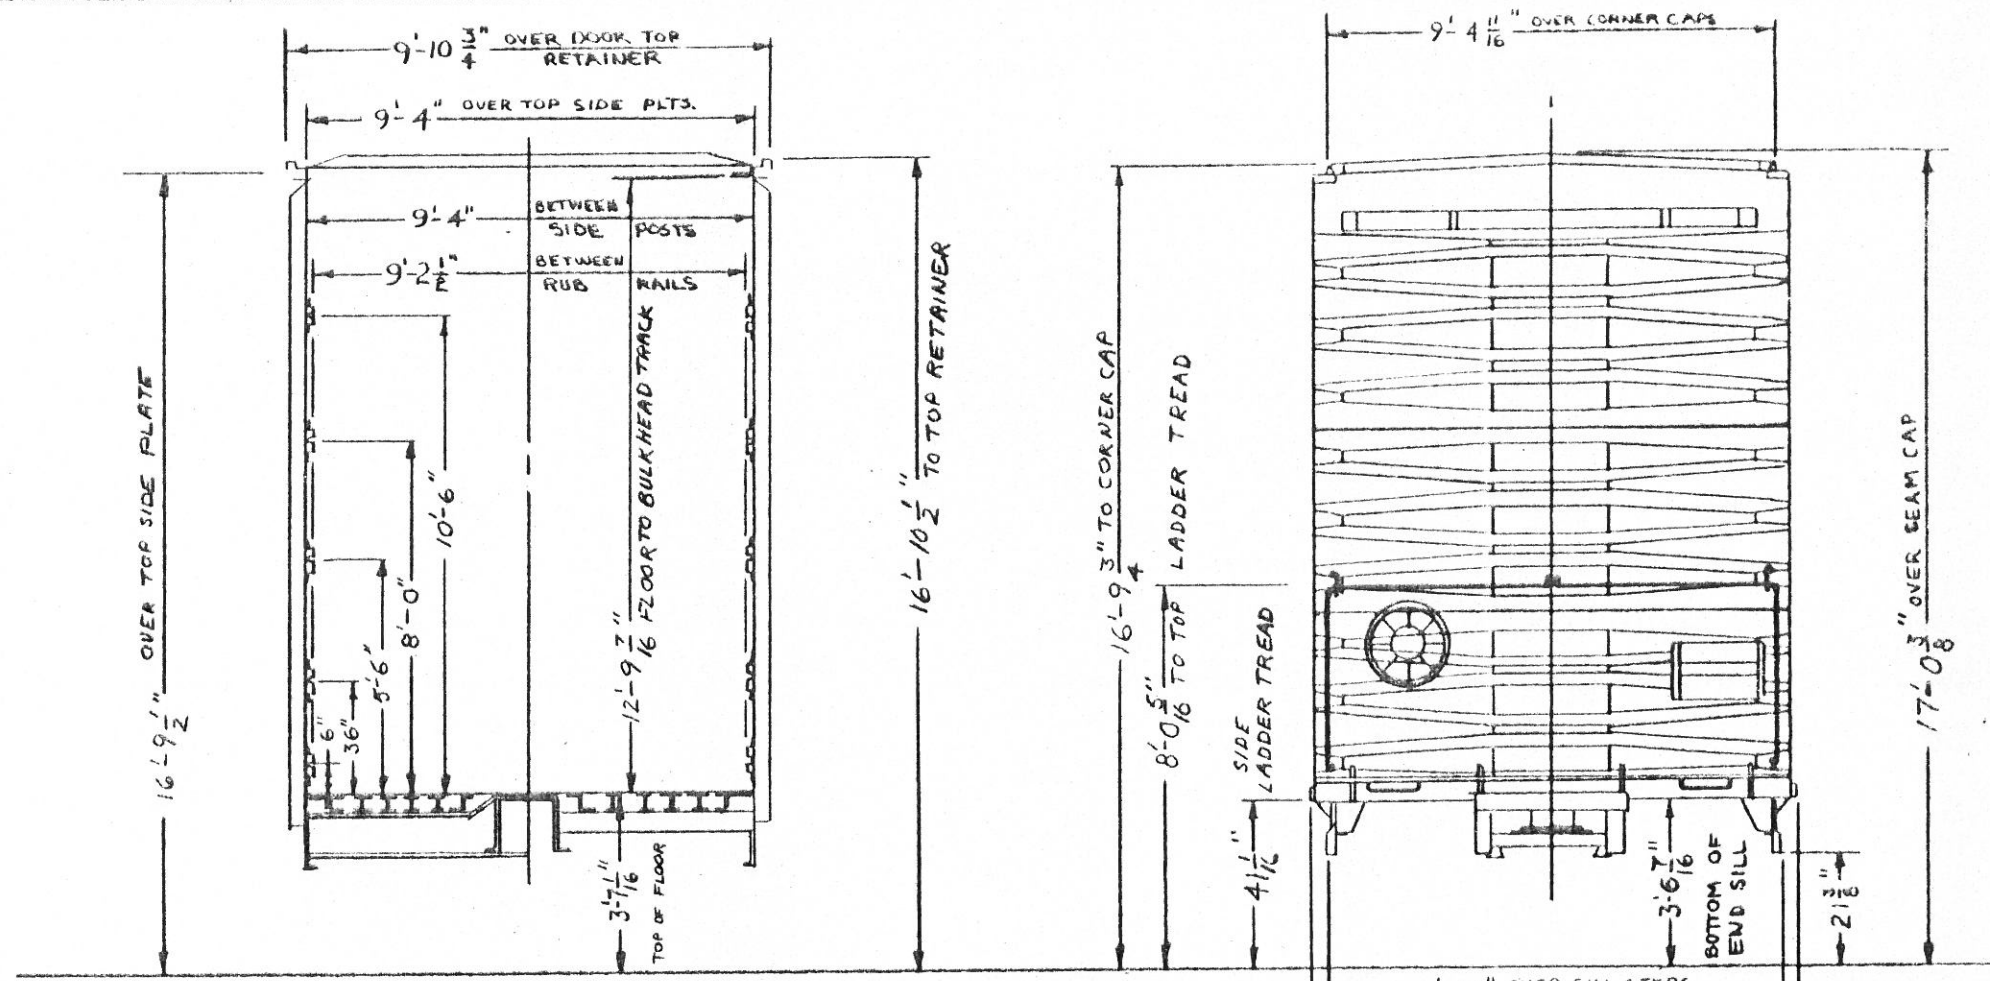 9'-10 3/4" OVER DOOR TOP
RETAINER
9'-4" OVER TOP SIDE PLTS.
9'-4" BETWEEN
SIDE POSTS
9'-2 1/2" BETWEEN
RUB RAILS
16'-9 1/2" OVER TOP SIDE PLATE
6"
36"
5'-6"
8'-0"
10'-6"
12'-9 7/16" FLOOR TO BULKHEAD TRACK
3'-7 1/16"
TOP OF FLOOR
16'-10 1/2" TO TOP RETAINER
9'-4 11/16" OVER CORNER CAPS
16'-9 3/4" TO CORNER CAP
8'-0 5/16" TO TOP LADDER TREAD
41 1/16"
SIDE
LADDER TREAD
3'-6 7/16"
BOTTOM OF
END SILL
21 3/8"
17'-0 3/8" OVER SEAM CAP